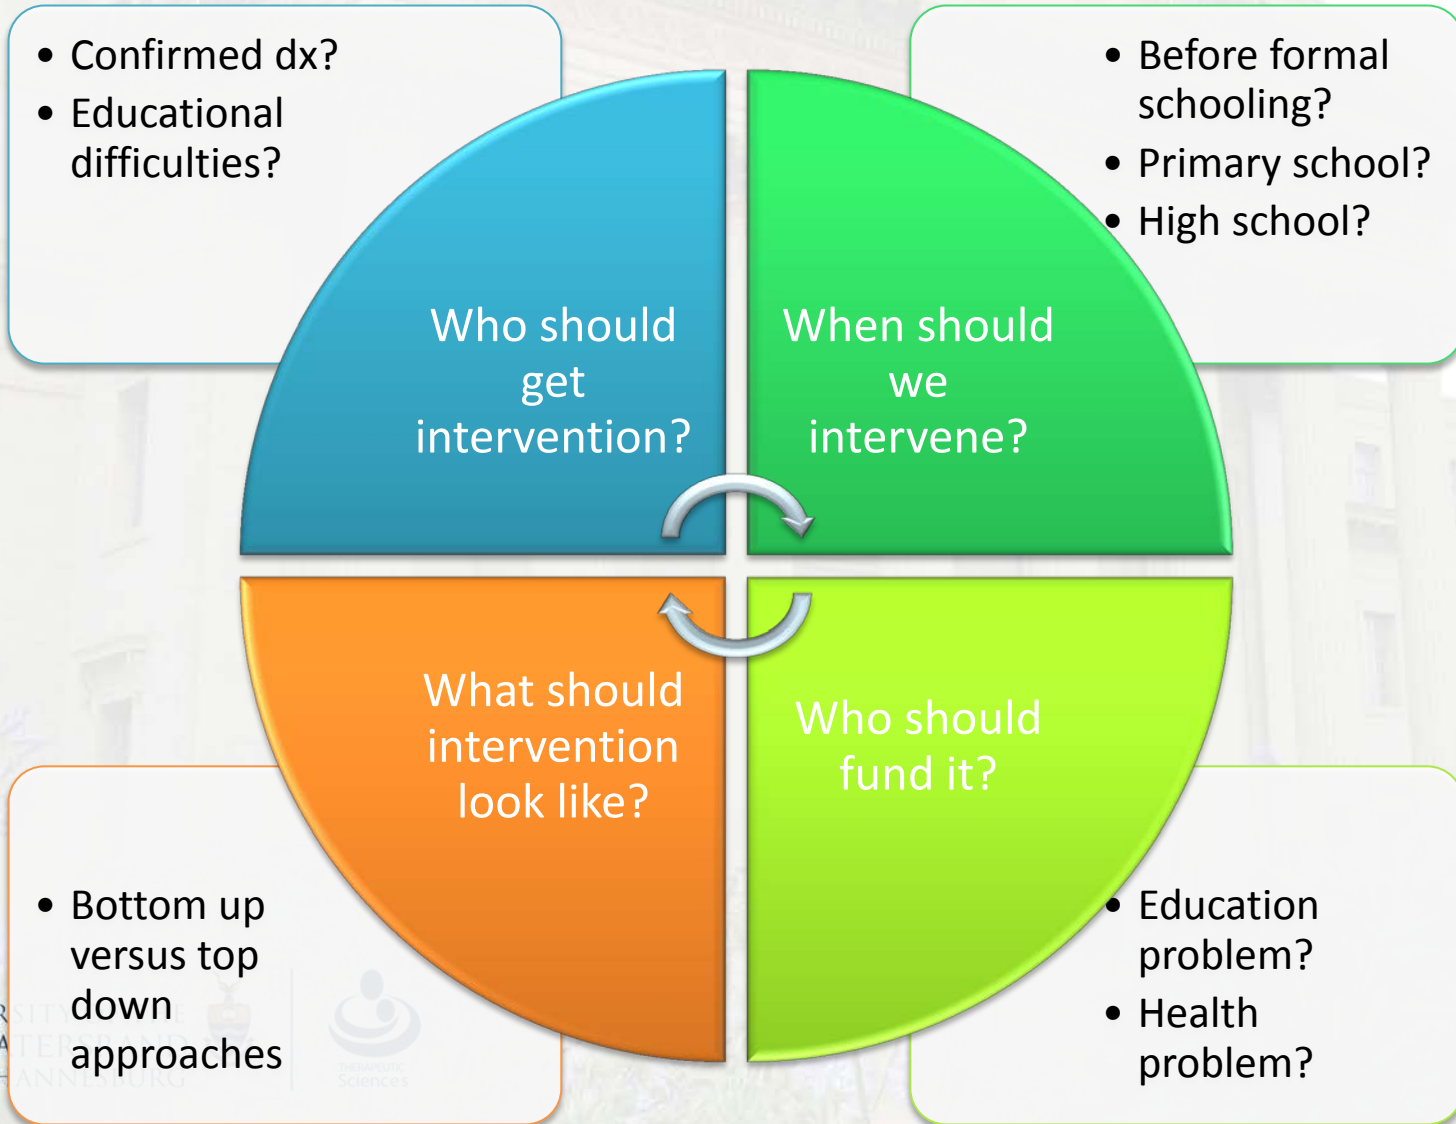 • Confirmed dx?
• Educational
difficulties?
• Before formal
schooling?
• Primary school?
• High school?
Who should
get
intervention?
When should
we
intervene?
What should
intervention
look like?
Who should
fund it?
• Bottom up
versus top
down
approaches
• Education
problem?
• Health
problem?
THERAPEUTIC
Sciences